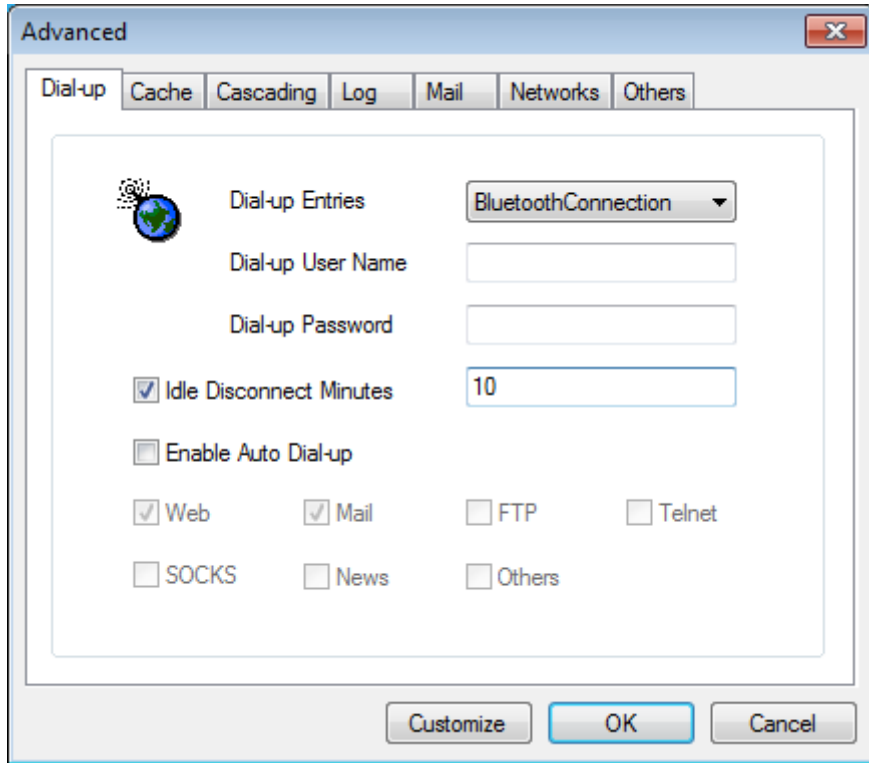 Advanced
Dial-up Cache Cascading Log Mail Networks Others
Dial-up Entries BluetoothConnection
Dial-up User Name
Dial-up Password
Idle Disconnect Minutes 10
Enable Auto Dial-up
Web Mail FTP Telnet
SOCKS News Others
Customize OK Cancel